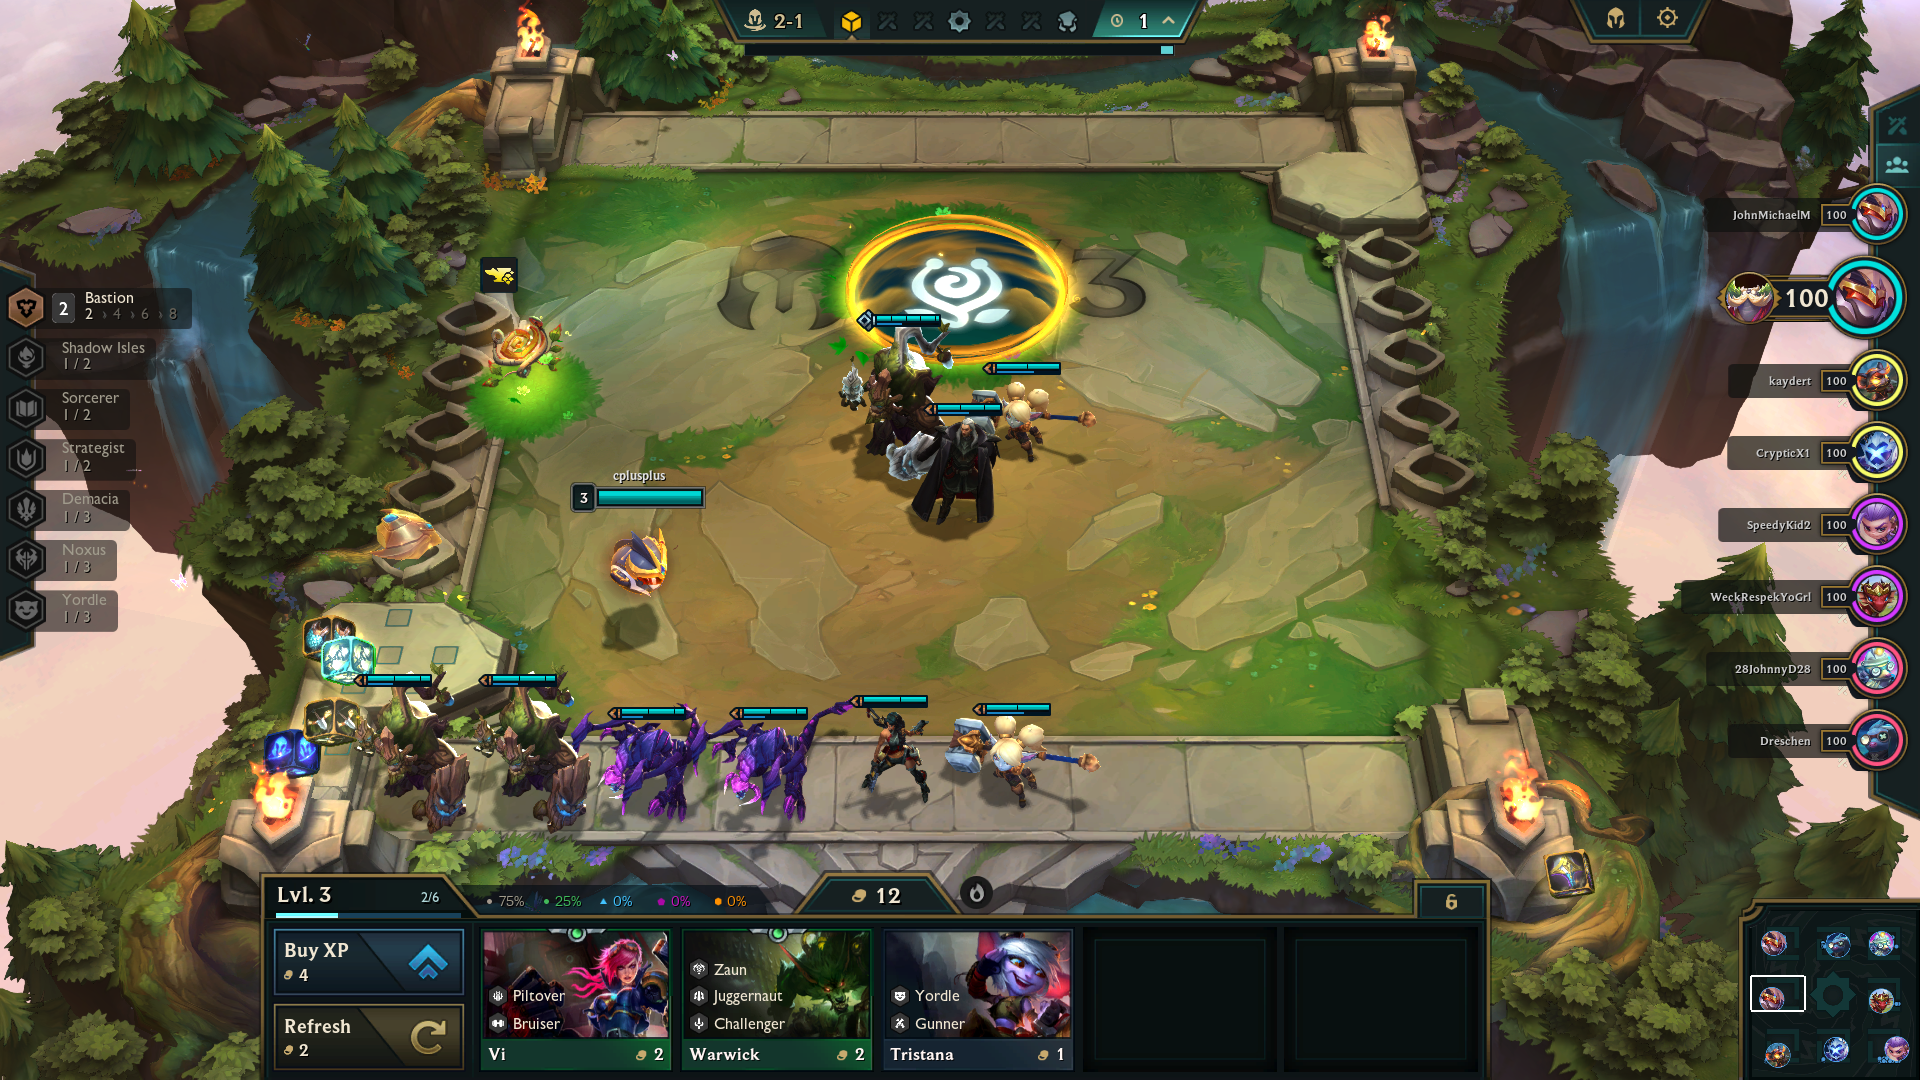 2-1
1
JohnMichaelM 100
100
kaydert 100
CrypticX1 100
SpeedyKid2 100
WeckRespekYoGrl 100
28JohnnyD28 100
Dreschen 100
3
2 Bastion
2 › 4 › 6 › 8
Shadow Isles
1 / 2
Sorcerer
1 / 2
Strategist
1 / 2
Demacia
1 / 3
Noxus
1 / 3
Yordle
1 / 3
cplusplus
3
Lvl. 3 2/6
75% 25% 0% 0% 0%
12
6
Buy XP
4
Refresh
2
Piltover
Bruiser
Vi 2
Zaun
Juggernaut
Challenger
Warwick 2
Yordle
Gunner
Tristana 1